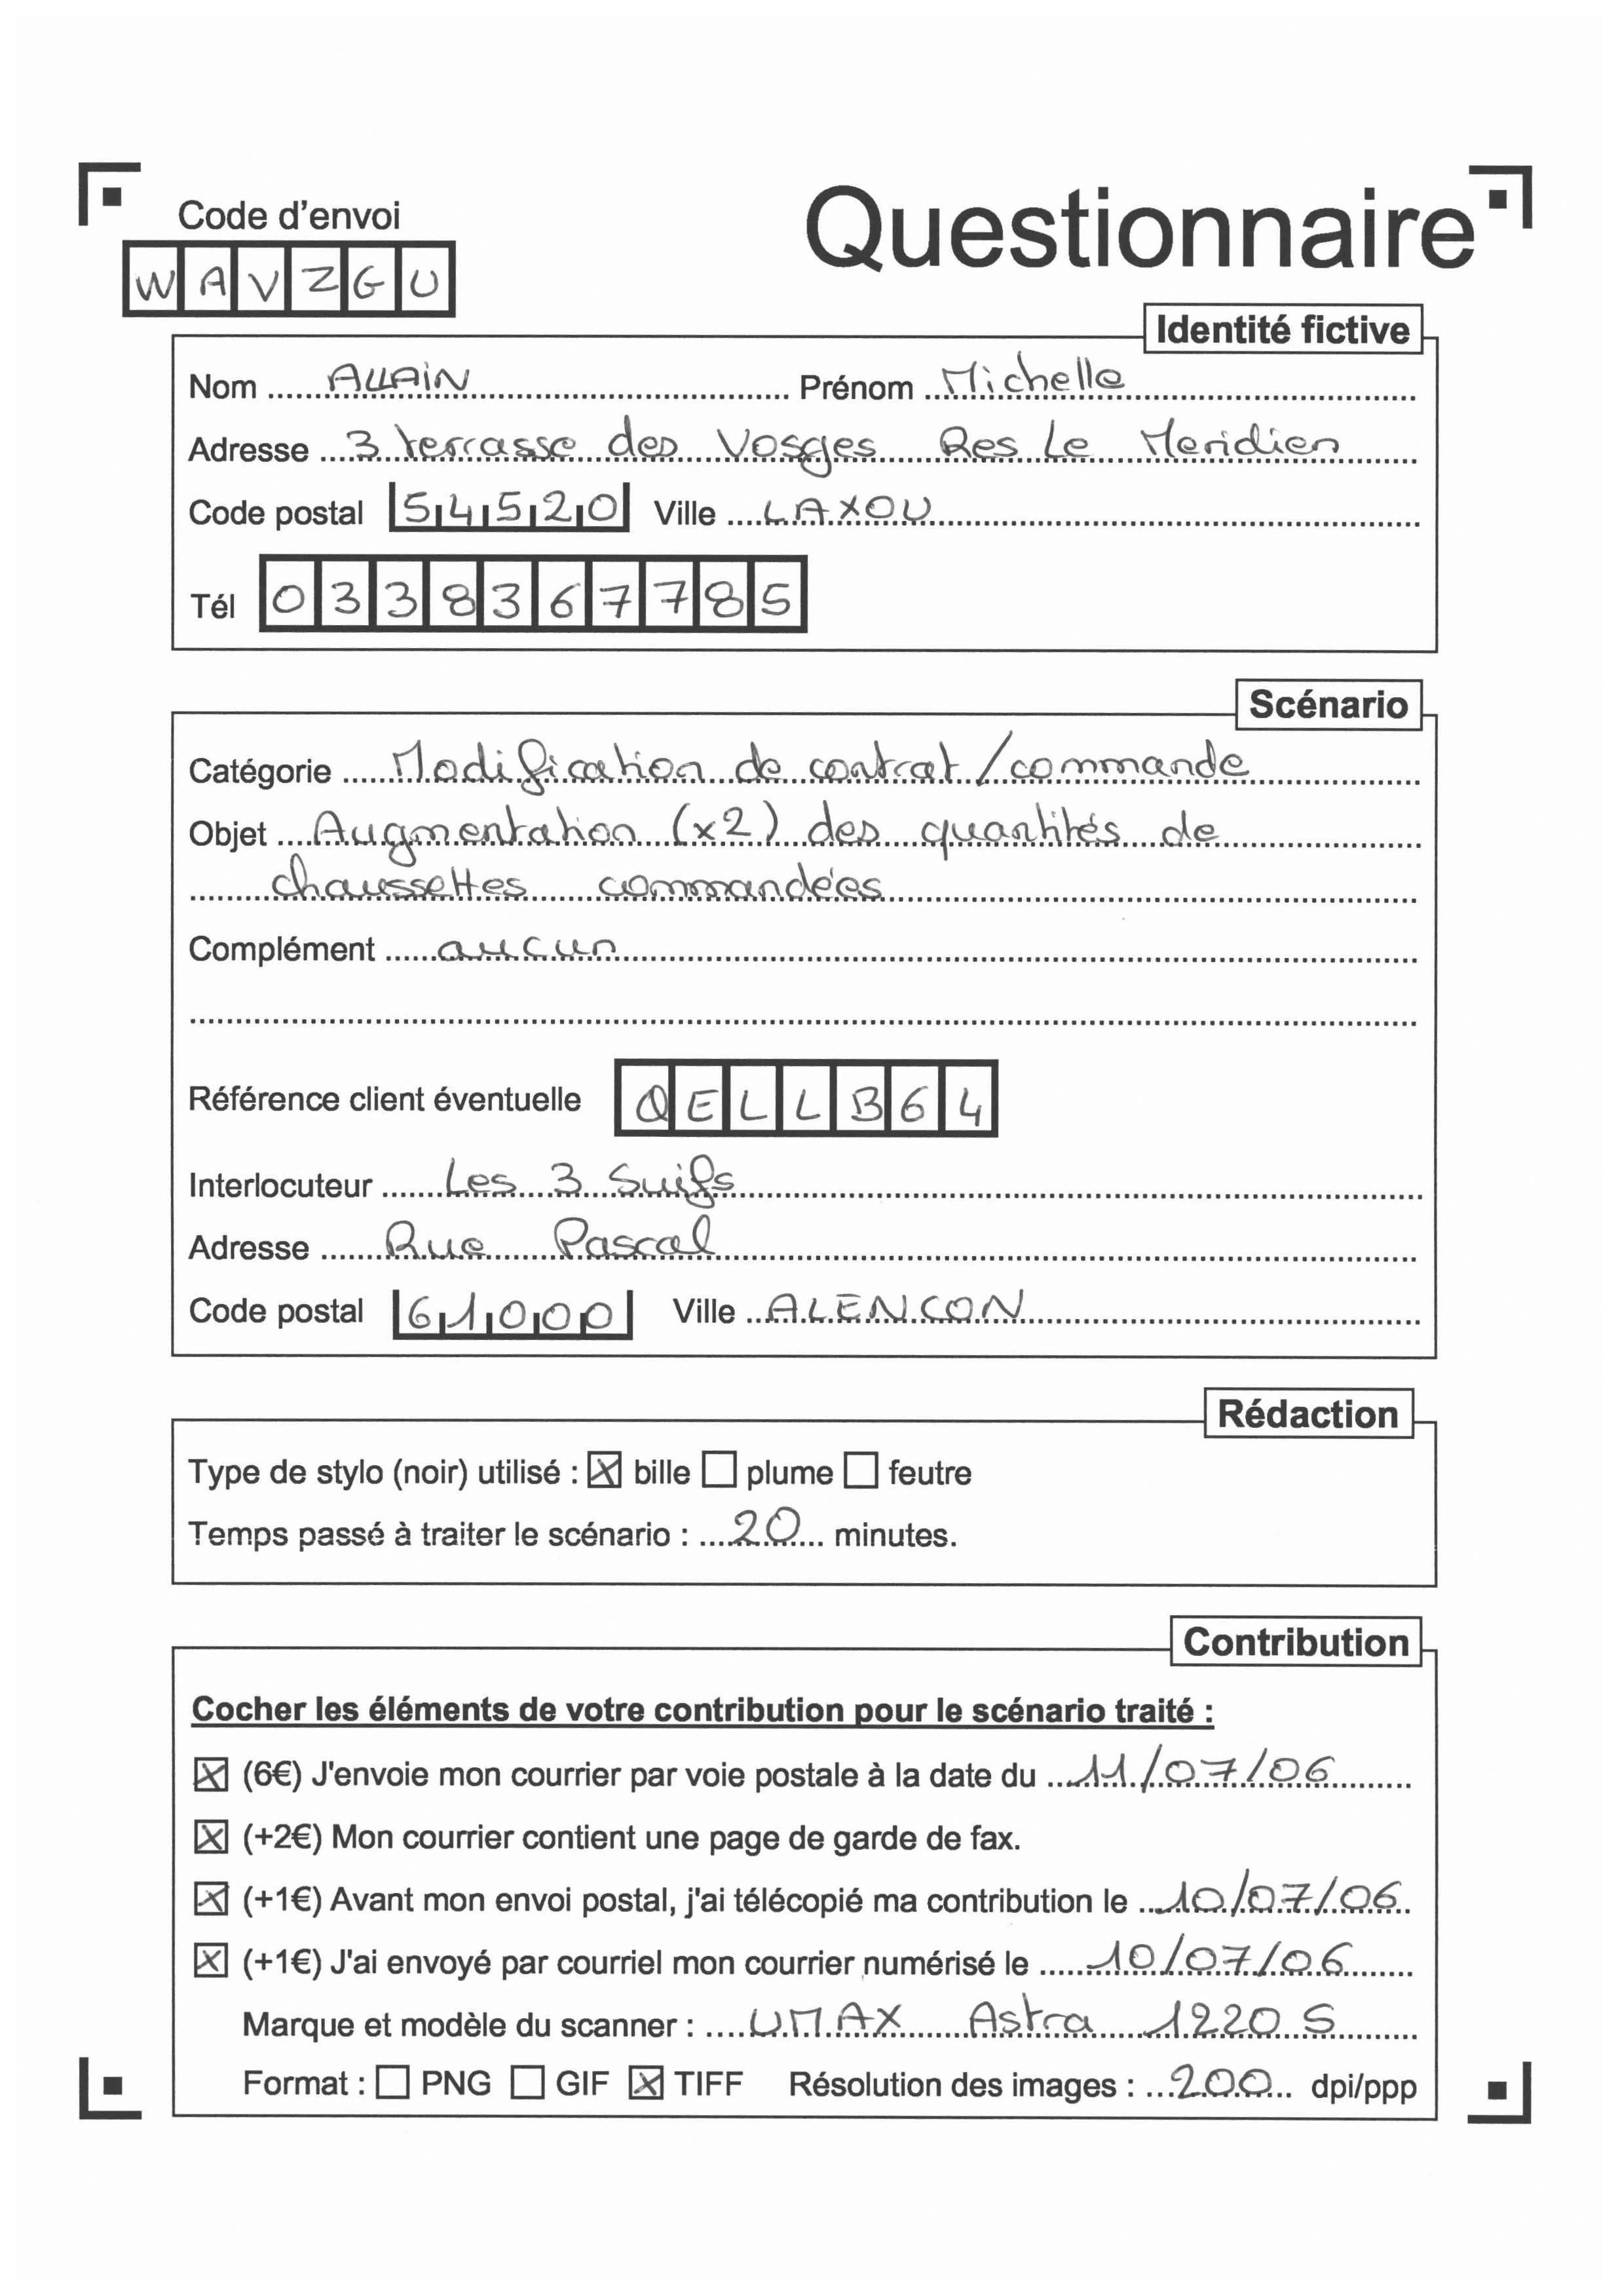 Code d'envoi
Questionnaire
WAVZGU
Identité fictive
Nom ALLAIN Prénom Michelle
Adresse 3 terrasse des Vosges Res Le Meridien
Code postal 54520 Ville LAXOU
Tél 0338367785
Scénario
Catégorie Modification de contrat / commande
Objet Augmentation (x2) des quantités de
chaussettes commandées
Complément aucun
Référence client éventuelle QELLB64
Interlocuteur Les 3 Suifs
Adresse Rue Pascal
Code postal 61000 Ville ALENCON
Rédaction
Type de stylo (noir) utilisé : ☒ bille ☐ plume ☐ feutre
Temps passé à traiter le scénario : 20 minutes.
Contribution
Cocher les éléments de votre contribution pour le scénario traité :
☒ (6€) J'envoie mon courrier par voie postale à la date du 11/07/06
☒ (+2€) Mon courrier contient une page de garde de fax.
☒ (+1€) Avant mon envoi postal, j'ai télécopié ma contribution le 10/07/06
☒ (+1€) J'ai envoyé par courriel mon courrier numérisé le 10/07/06
Marque et modèle du scanner : UMAX Astra 1220 S
Format : ☐ PNG ☐ GIF ☒ TIFF Résolution des images : 200 dpi/ppp